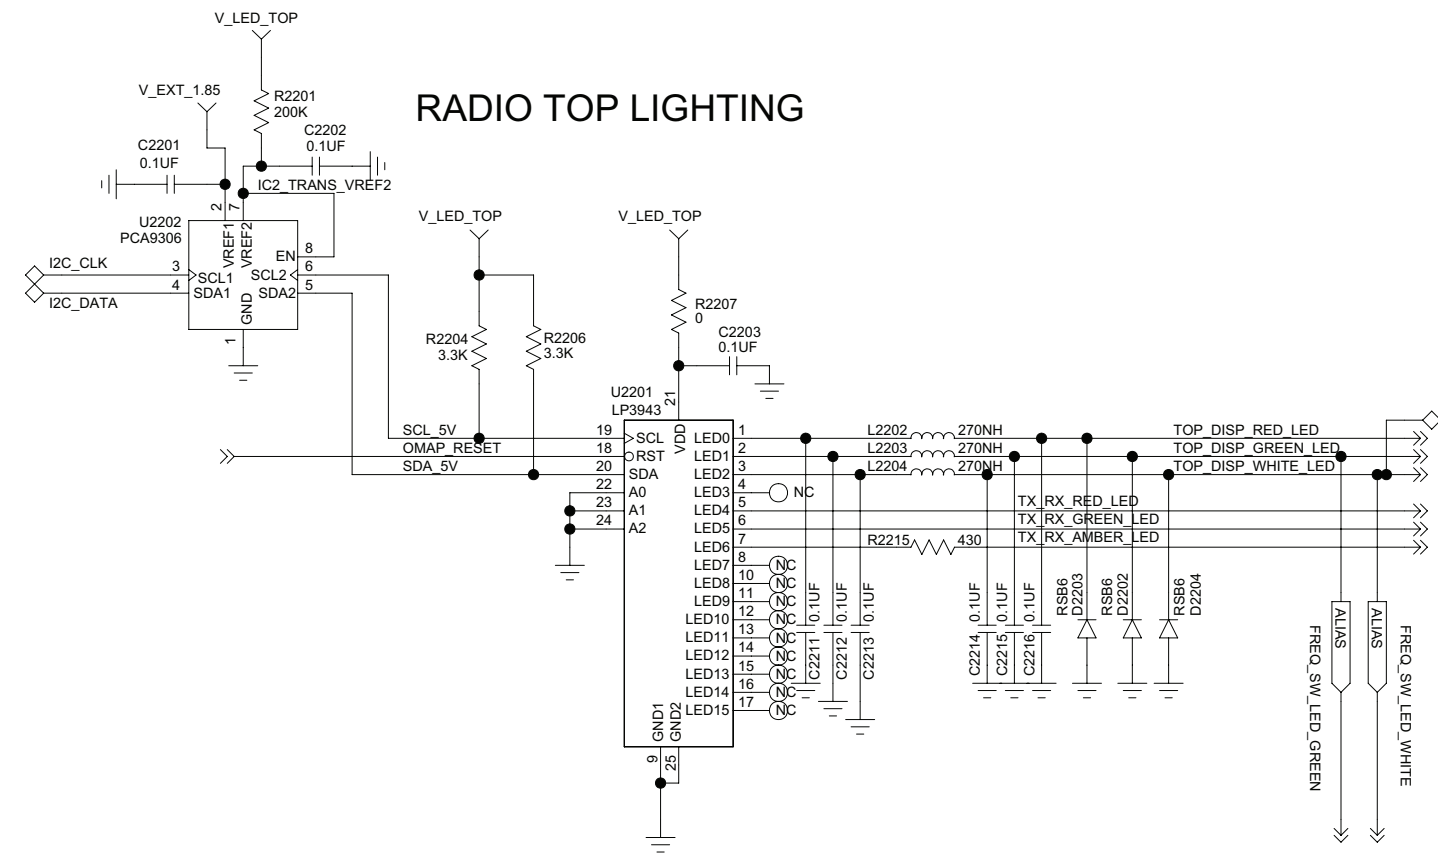 V_LED_TOP
V_EXT_1.85
R2201
200K
RADIO TOP LIGHTING
C2201
0.1UF
C2202
0.1UF
IC2_TRANS_VREF2
U2202
PCA9306
2
7
VREF1
VREF2
EN
8
I2C_CLK
3
SCL1
SCL2
6
I2C_DATA
4
SDA1
SDA2
5
GND
1
V_LED_TOP
V_LED_TOP
R2204
3.3K
R2206
3.3K
R2207
0
C2203
0.1UF
U2201
LP3943
21
VDD
SCL_5V
19
SCL
OMAP_RESET
18
RST
SDA_5V
20
SDA
22
A0
23
A1
24
A2
LED0
1
L2202
270NH
TOP_DISP_RED_LED
LED1
2
L2203
270NH
TOP_DISP_GREEN_LED
LED2
3
L2204
270NH
TOP_DISP_WHITE_LED
LED3
4
NC
LED4
5
TX_RX_RED_LED
LED5
6
TX_RX_GREEN_LED
LED6
7
R2215
430
TX_RX_AMBER_LED
LED7
8
NC
LED8
10
NC
LED9
11
NC
LED10
12
NC
LED11
13
NC
LED12
14
NC
LED13
15
NC
LED14
16
NC
LED15
17
NC
GND1
GND2
9
25
C2211
0.1UF
C2212
0.1UF
C2213
0.1UF
C2214
0.1UF
C2215
0.1UF
C2216
0.1UF
RSB6
D2203
RSB6
D2202
RSB6
D2204
ALIAS
FREQ_SW_LED_GREEN
ALIAS
FREQ_SW_LED_WHITE